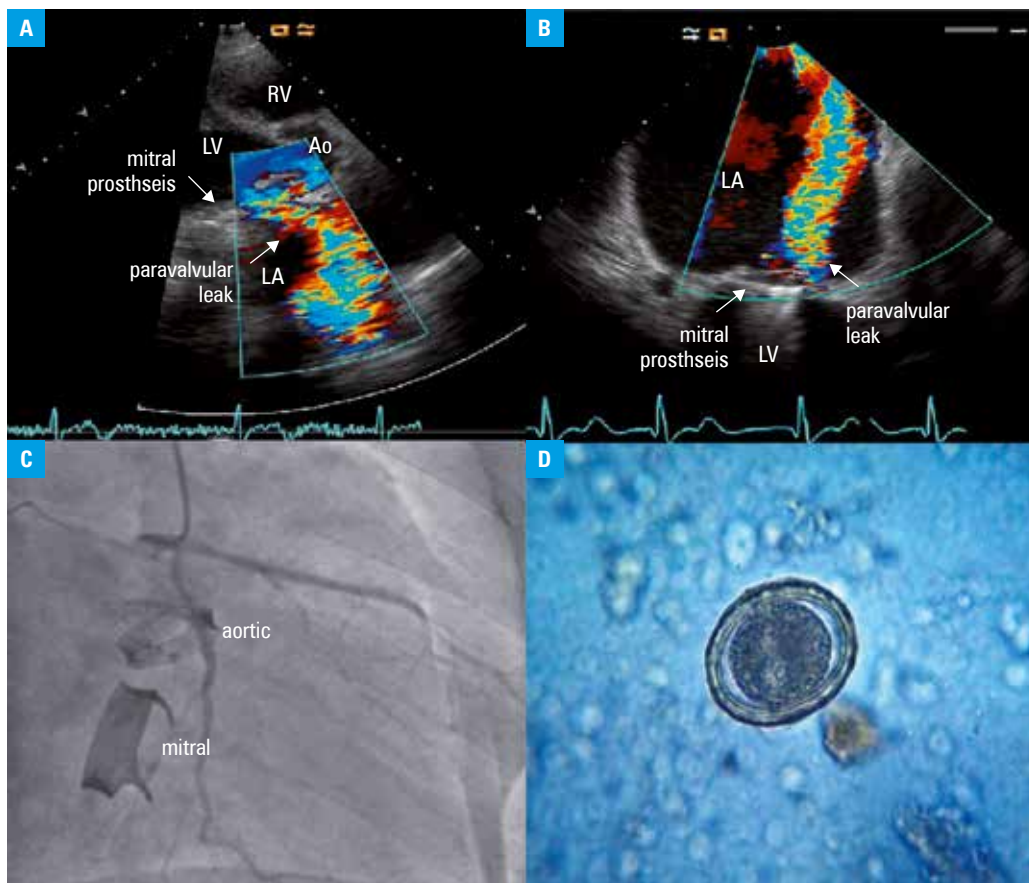 A
RV
LV
Ao
mitral
prosthseis
paravalvular
leak
LA
B
LA
paravalvular
leak
mitral
prosthseis
LV
C
aortic
mitral
D